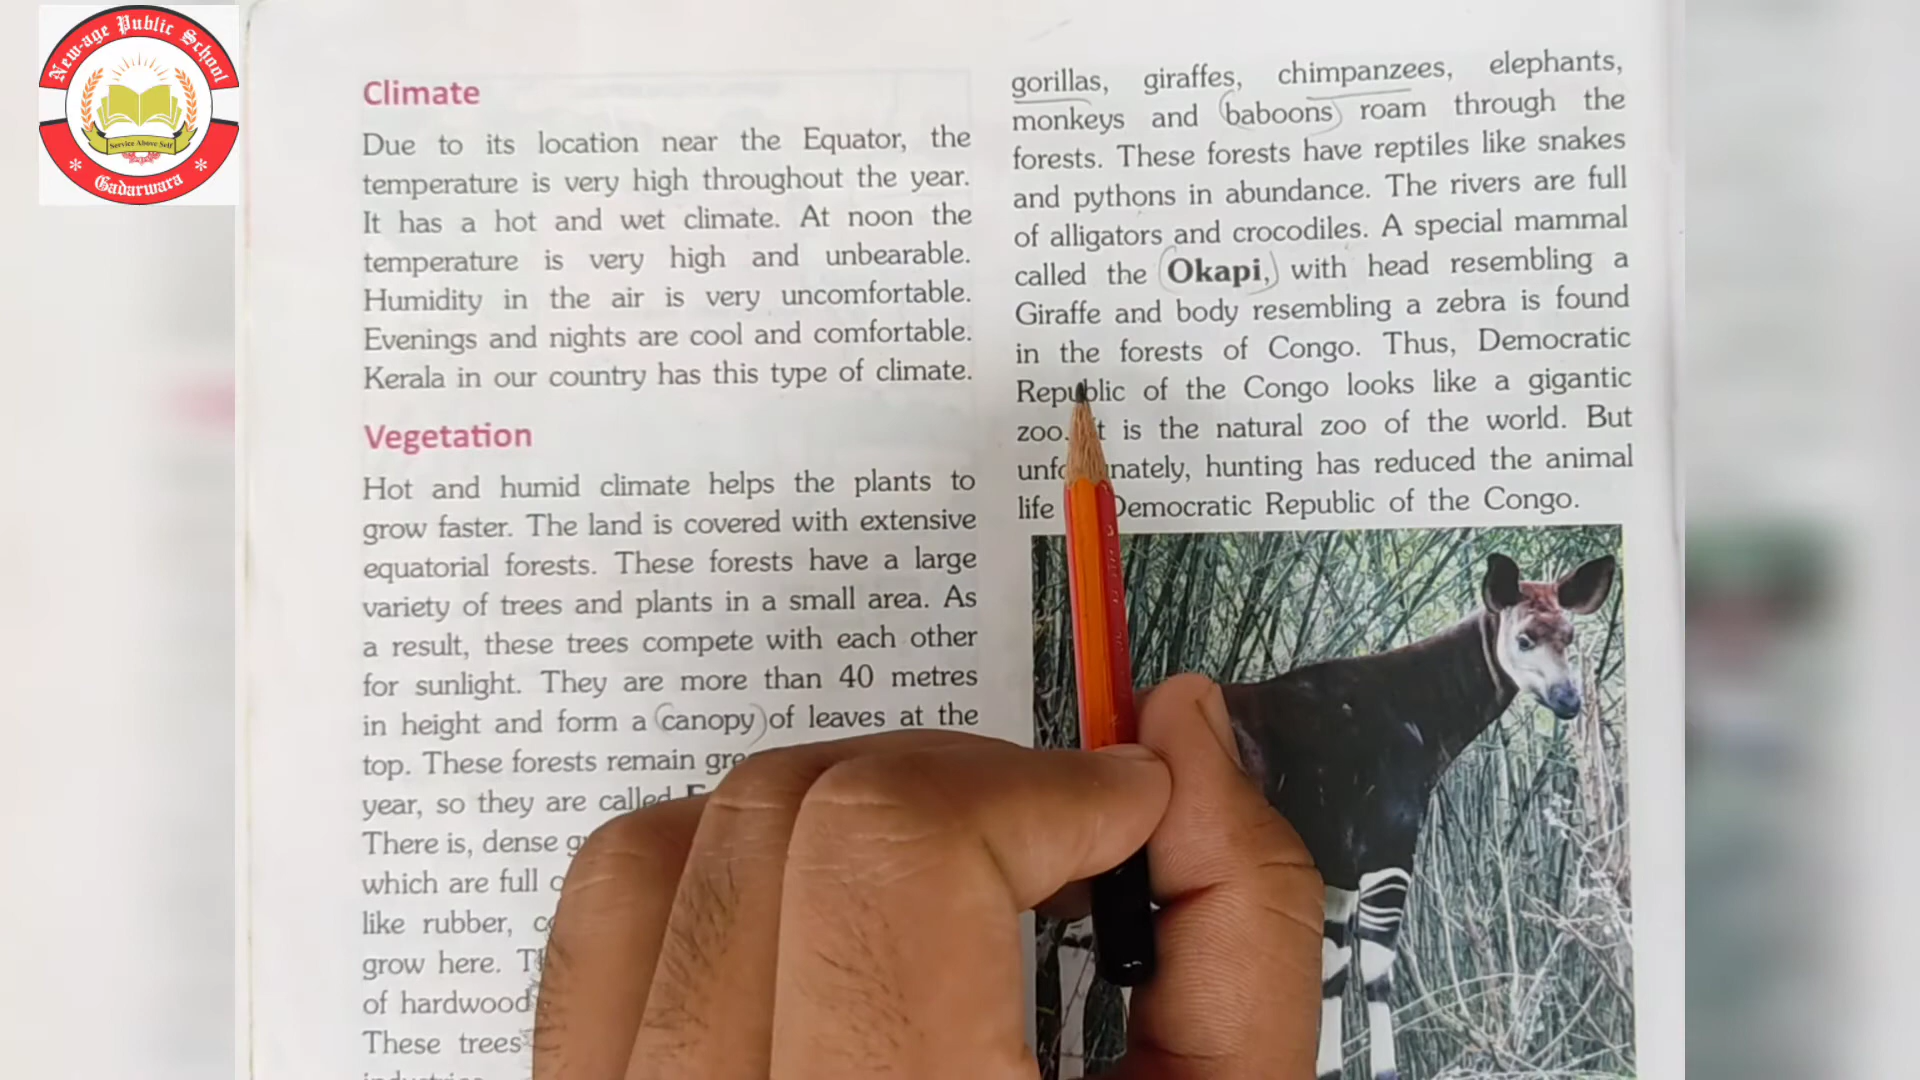 New-age Public School
Service Above Self
Gadarwara
Climate
Due to its location near the Equator, the
temperature is very high throughout the year.
It has a hot and wet climate. At noon the
temperature is very high and unbearable.
Humidity in the air is very uncomfortable.
Evenings and nights are cool and comfortable.
Kerala in our country has this type of climate.
Vegetation
Hot and humid climate helps the plants to
grow faster. The land is covered with extensive
equatorial forests. These forests have a large
variety of trees and plants in a small area. As
a result, these trees compete with each other
for sunlight. They are more than 40 metres
in height and form a canopy of leaves at the
top. These forests remain
year, so they are called
There is, dense
which are full
like rubber,
grow here.
of hardwood
These trees
gorillas, giraffes, chimpanzees, elephants,
monkeys and baboons roam through the
forests. These forests have reptiles like snakes
and pythons in abundance. The rivers are full
of alligators and crocodiles. A special mammal
called the Okapi, with head resembling a
Giraffe and body resembling a zebra is found
in the forests of Congo. Thus, Democratic
Republic of the Congo looks like a gigantic
zoo. It is the natural zoo of the world. But
unfortunately, hunting has reduced the animal
life Democratic Republic of the Congo.